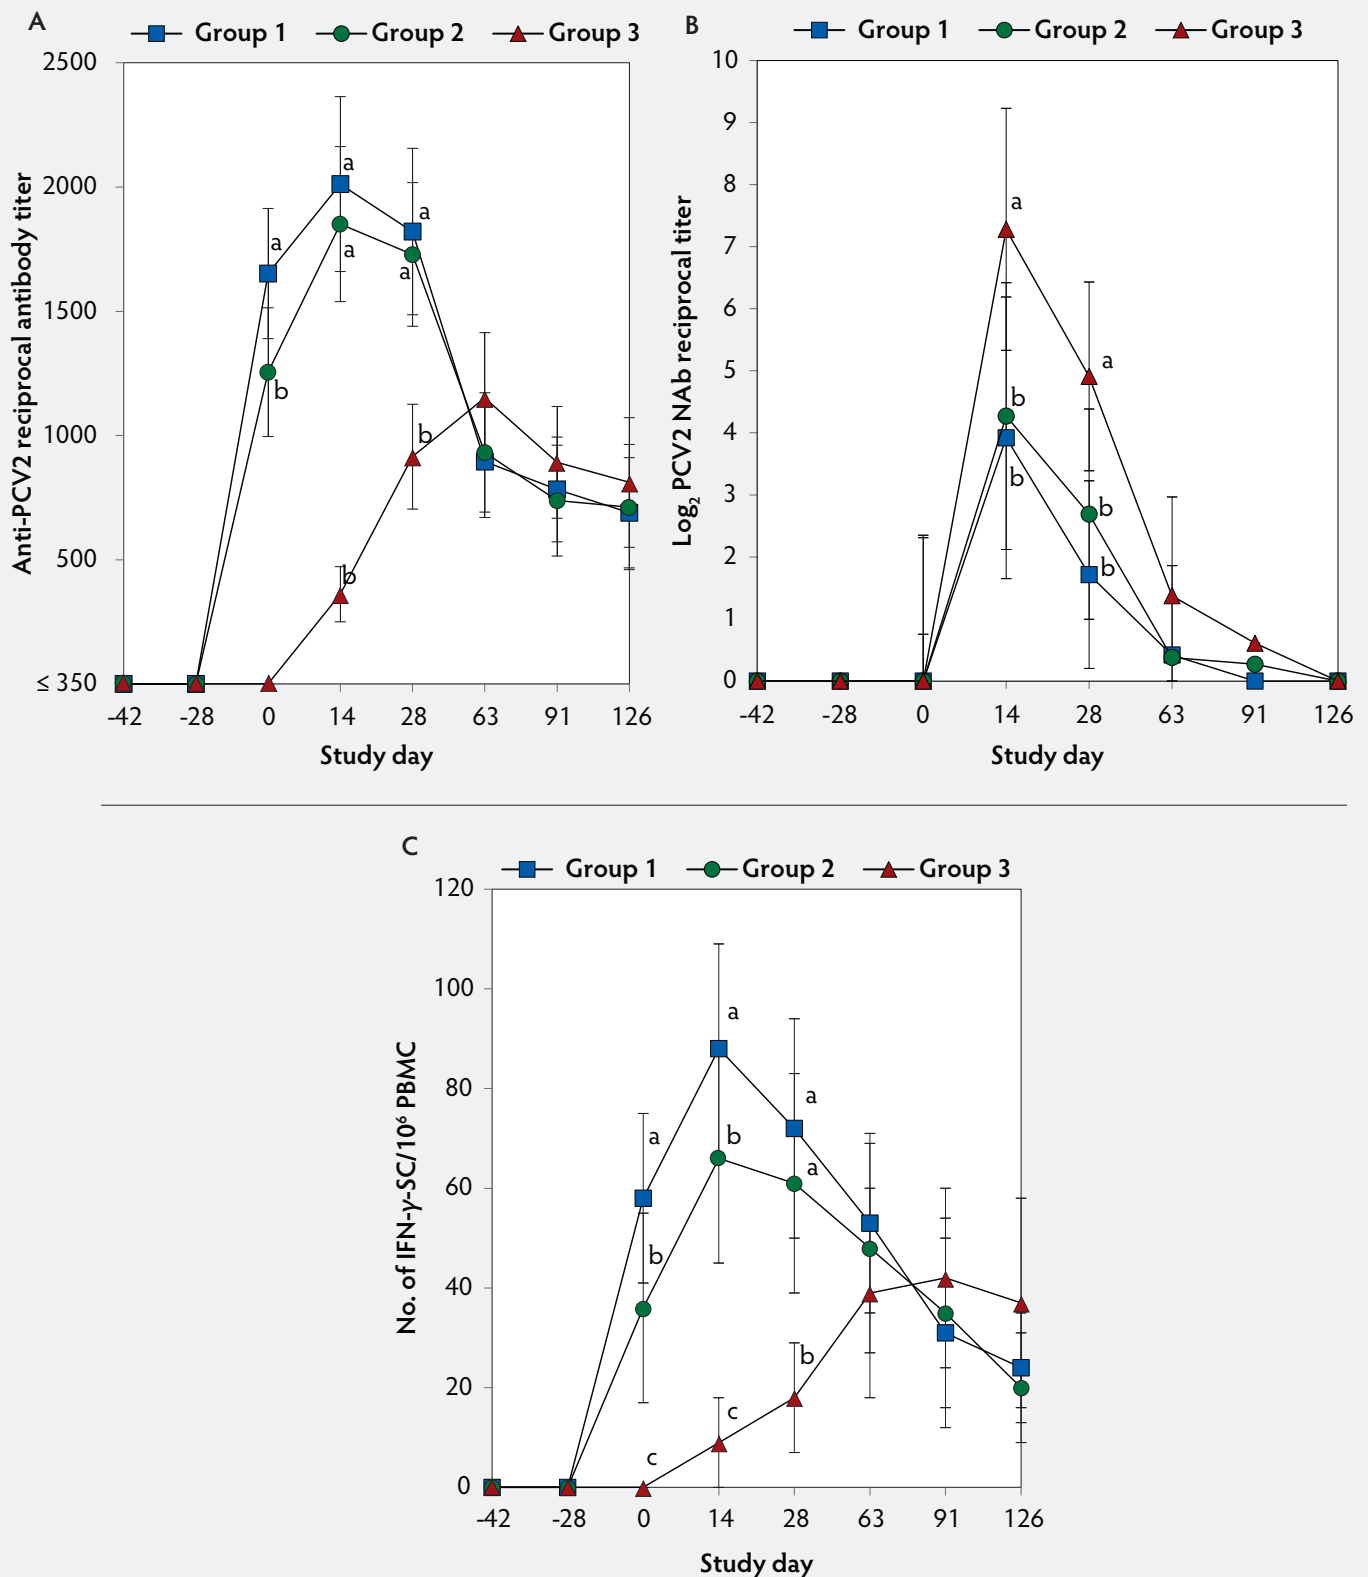 A
Group 1 Group 2 Group 3
2500
2000
1500
1000
500
≤ 350
Anti-PCV2 reciprocal antibody titer
a
a
a
a
a
b
b
b
-42 -28 0 14 28 63 91 126
Study day
B
Group 1 Group 2 Group 3
10
9
8
7
6
5
4
3
2
1
0
Log₂ PCV2 NAb reciprocal titer
a
a
b
b
b
b
-42 -28 0 14 28 63 91 126
Study day
C
Group 1 Group 2 Group 3
120
100
80
60
40
20
0
No. of IFN-γ-SC/10⁶ PBMC
a
a
a
b
a
b
b
c
c
-42 -28 0 14 28 63 91 126
Study day